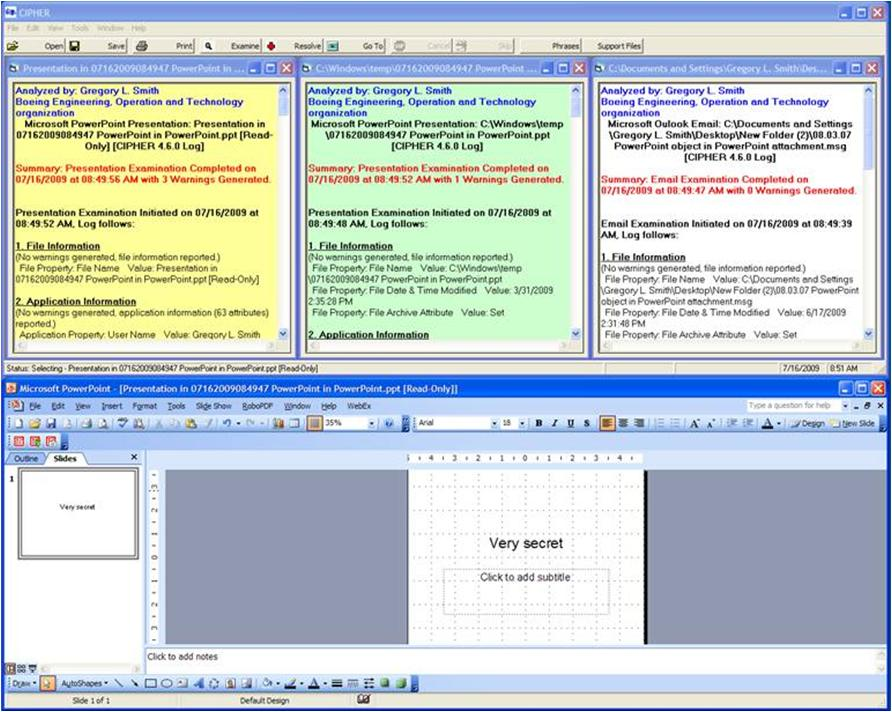 CIPHER
File Edit View Tools Window Help
Open Save Print Examine Resolve Go To Cancel Skip Phrases Support Files
Presentation in 07162009084947 PowerPoint in ...
Analyzed by: Gregory L. Smith
Boeing Engineering, Operation and Technology
organization
Microsoft PowerPoint Presentation: Presentation in
07162009084947 PowerPoint in PowerPoint.ppt [Read-
Only] [CIPHER 4.6.0 Log]
Summary: Presentation Examination Completed on
07/16/2009 at 08:49:56 AM with 3 Warnings Generated.
Presentation Examination Initiated on 07/16/2009 at
08:49:52 AM, Log follows:
1. File Information
(No warnings generated, file information reported.)
File Property: File Name Value: Presentation in
07162009084947 PowerPoint in PowerPoint.ppt [Read-Only]
2. Application Information
(No warnings generated, application information (63 attributes)
reported.)
Application Property: User Name Value: Gregory L. Smith
C:\Windows\temp\07162009084947 PowerPoint ...
Analyzed by: Gregory L. Smith
Boeing Engineering, Operation and Technology
organization
Microsoft PowerPoint Presentation: C:\Windows\temp
\07162009084947 PowerPoint in PowerPoint.ppt
[CIPHER 4.6.0 Log]
Summary: Presentation Examination Completed on
07/16/2009 at 08:49:52 AM with 1 Warnings Generated.
Presentation Examination Initiated on 07/16/2009 at
08:49:48 AM, Log follows:
1. File Information
(No warnings generated, file information reported.)
File Property: File Name Value: C:\Windows\temp
\07162009084947 PowerPoint in PowerPoint.ppt
File Property: File Date & Time Modified Value: 3/31/2009
2:35:28 PM
File Property: File Archive Attribute Value: Set
2. Application Information
C:\Documents and Settings\Gregory L. Smith\Des...
Analyzed by: Gregory L. Smith
Boeing Engineering, Operation and Technology
organization
Microsoft Oulook Email: C:\Documents and Settings
\Gregory L. Smith\Desktop\New Folder (2)\08.03.07
PowerPoint object in PowerPoint attachment.msg
[CIPHER 4.6.0 Log]
Summary: Email Examination Completed on
07/16/2009 at 08:49:47 AM with 0 Warnings Generated.
Email Examination Initiated on 07/16/2009 at 08:49:39
AM, Log follows:
1. File Information
(No warnings generated, file information reported.)
File Property: File Name Value: C:\Documents and Settings
\Gregory L. Smith\Desktop\New Folder (2)\08.03.07 PowerPoint
object in PowerPoint attachment.msg
File Property: File Date & Time Modified Value: 6/17/2009
2:31:48 PM
File Property: File Archive Attribute Value: Set
Status: Selecting - Presentation in 07162009084947 PowerPoint in PowerPoint.ppt [Read-Only] 7/16/2009 8:51 AM
Microsoft PowerPoint - [Presentation in 07162009084947 PowerPoint in PowerPoint.ppt [Read-Only]]
File Edit View Insert Format Tools Slide Show RoboPDF Window Help WebEx Type a question for help
35% Arial 18 B I U S A A A Design New Slide
Outline Slides
4 3 2 1 0 1 2 3 4
1
Very secret
3 2 1 0 1 2 3
Very secret
Click to add subtitle
Click to add notes
Draw AutoShapes A
Slide 1 of 1 Default Design